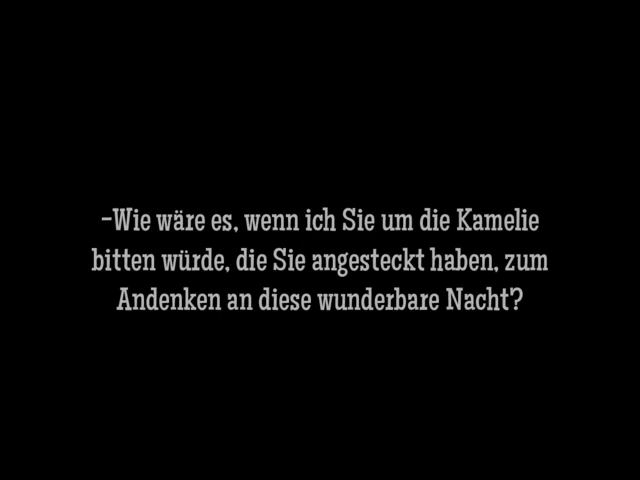 -Wie wäre es, wenn ich Sie um die Kamelie
bitten würde, die Sie angesteckt haben, zum
Andenken an diese wunderbare Nacht?